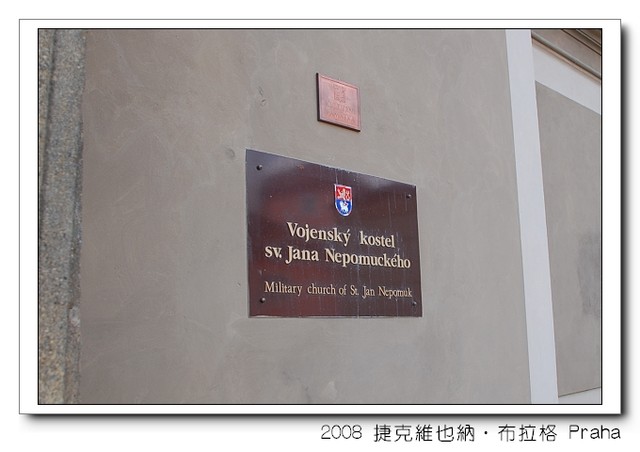 Vojenský kostel
sv. Jana Nepomuckého
Military church of St. Jan Nepomuk
2008 捷克維也納·布拉格 Praha